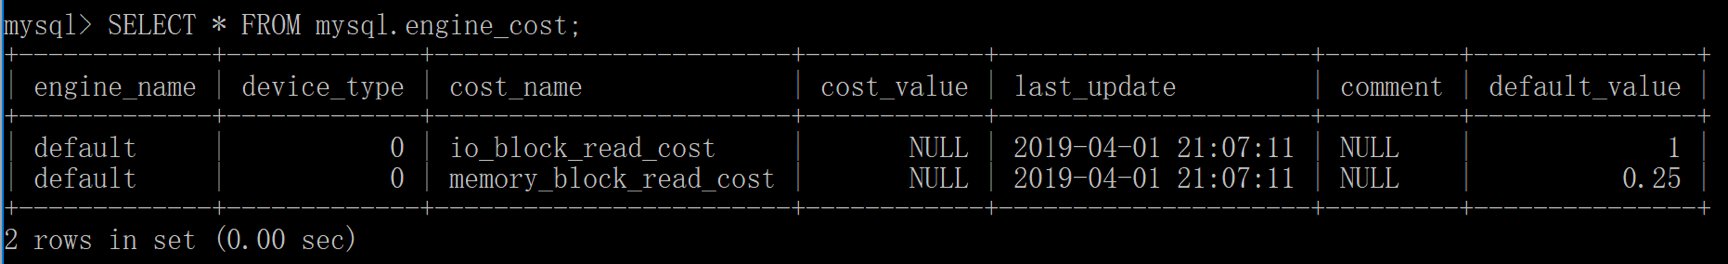 mysql> SELECT * FROM mysql.engine_cost;
+-------------+-------------+------------------------+------------+---------------------+---------+---------------+
| engine_name | device_type | cost_name              | cost_value | last_update         | comment | default_value |
+-------------+-------------+------------------------+------------+---------------------+---------+---------------+
| default     |           0 | io_block_read_cost     |       NULL | 2019-04-01 21:07:11 | NULL    |             1 |
| default     |           0 | memory_block_read_cost |       NULL | 2019-04-01 21:07:11 | NULL    |          0.25 |
+-------------+-------------+------------------------+------------+---------------------+---------+---------------+
2 rows in set (0.00 sec)